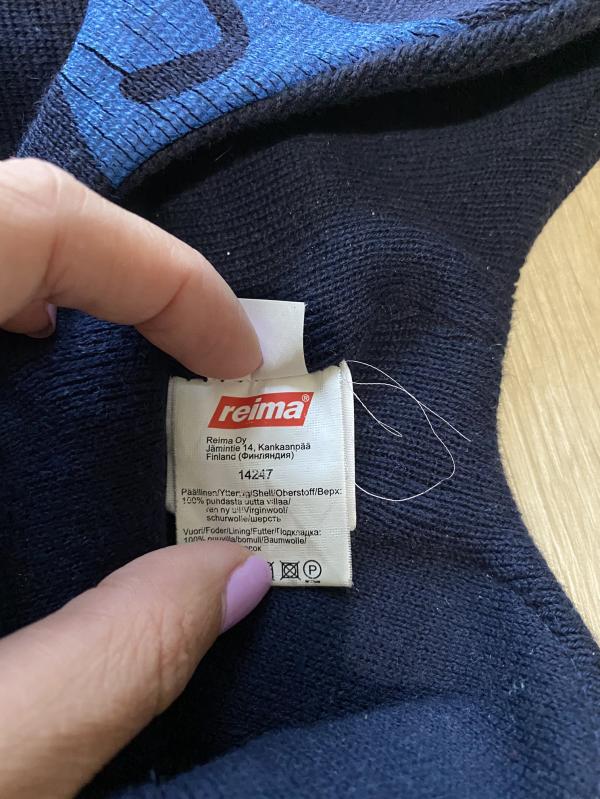 reima®
Reima Oy
Jämintie 14, Kankaanpää
Finland (Финляндия)
14247
Päällinen/Yttertyg/Shell/Oberstoff/Верх:
100% puhdasta uutta villaa/
ren ny ull/Virginwool/
schurwolle/шерсть
Vuori/Foder/Lining/Futter/Подкладка:
100% puuvilla/bomull/Baumwolle/
P